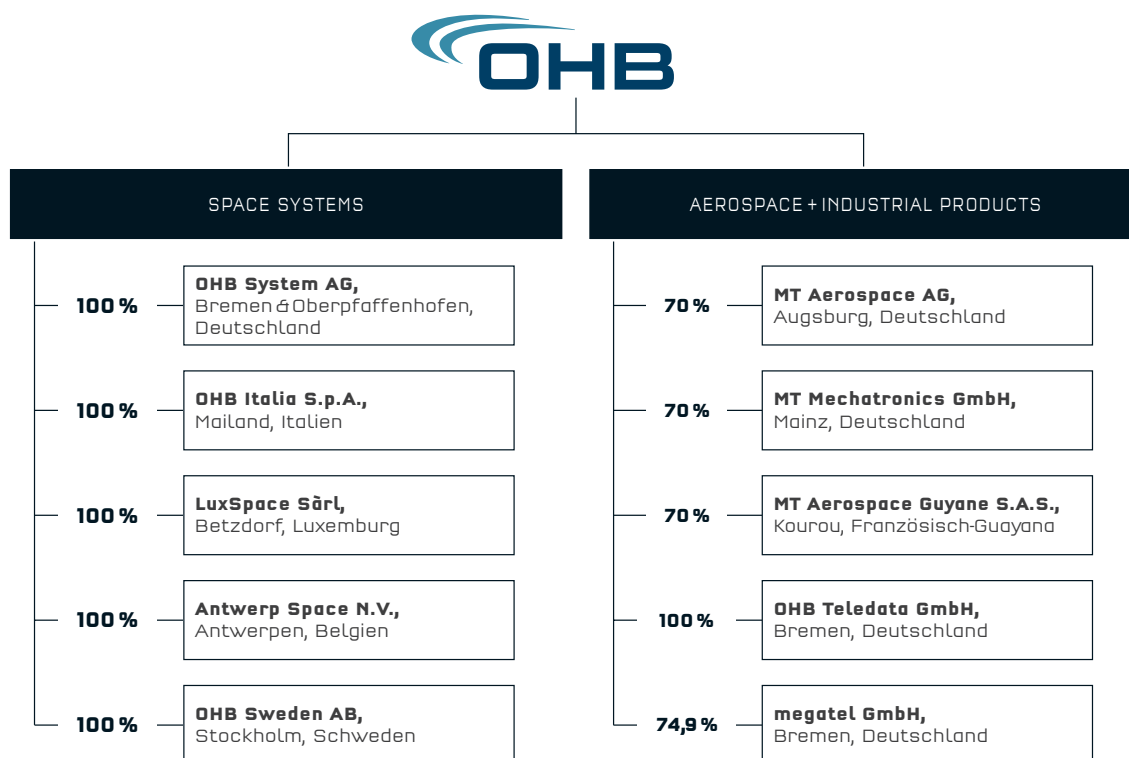 OHB
SPACE SYSTEMS
100 %
OHB System AG,
Bremen & Oberpfaffenhofen,
Deutschland
100 %
OHB Italia S.p.A.,
Mailand, Italien
100 %
LuxSpace Sàrl,
Betzdorf, Luxemburg
100 %
Antwerp Space N.V.,
Antwerpen, Belgien
100 %
OHB Sweden AB,
Stockholm, Schweden
AEROSPACE + INDUSTRIAL PRODUCTS
70 %
MT Aerospace AG,
Augsburg, Deutschland
70 %
MT Mechatronics GmbH,
Mainz, Deutschland
70 %
MT Aerospace Guyane S.A.S.,
Kourou, Französisch-Guayana
100 %
OHB Teledata GmbH,
Bremen, Deutschland
74,9 %
megatel GmbH,
Bremen, Deutschland